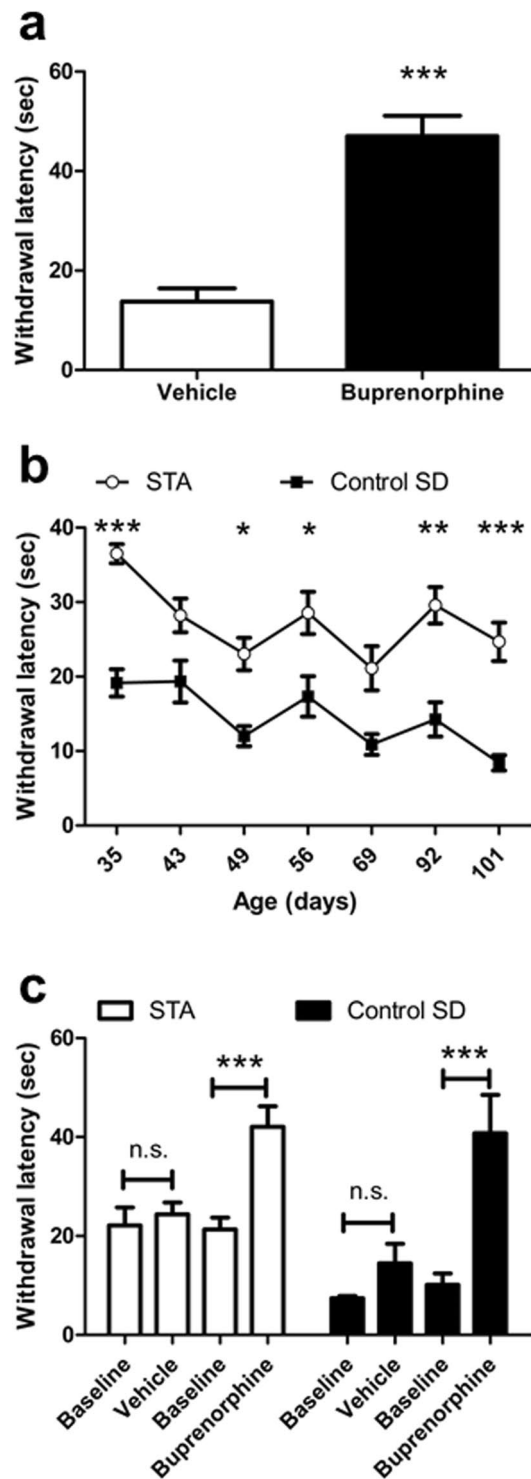 a
Withdrawal latency (sec)
60
40
20
0
***
Vehicle Buprenorphine
b
STA Control SD
Withdrawal latency (sec)
40
30
20
10
0
*** * * ** ***
35 43 49 56 69 92 101
Age (days)
c
STA Control SD
Withdrawal latency (sec)
60
40
20
0
n.s. *** n.s. ***
Baseline Vehicle Baseline Buprenorphine Baseline Vehicle Baseline Buprenorphine